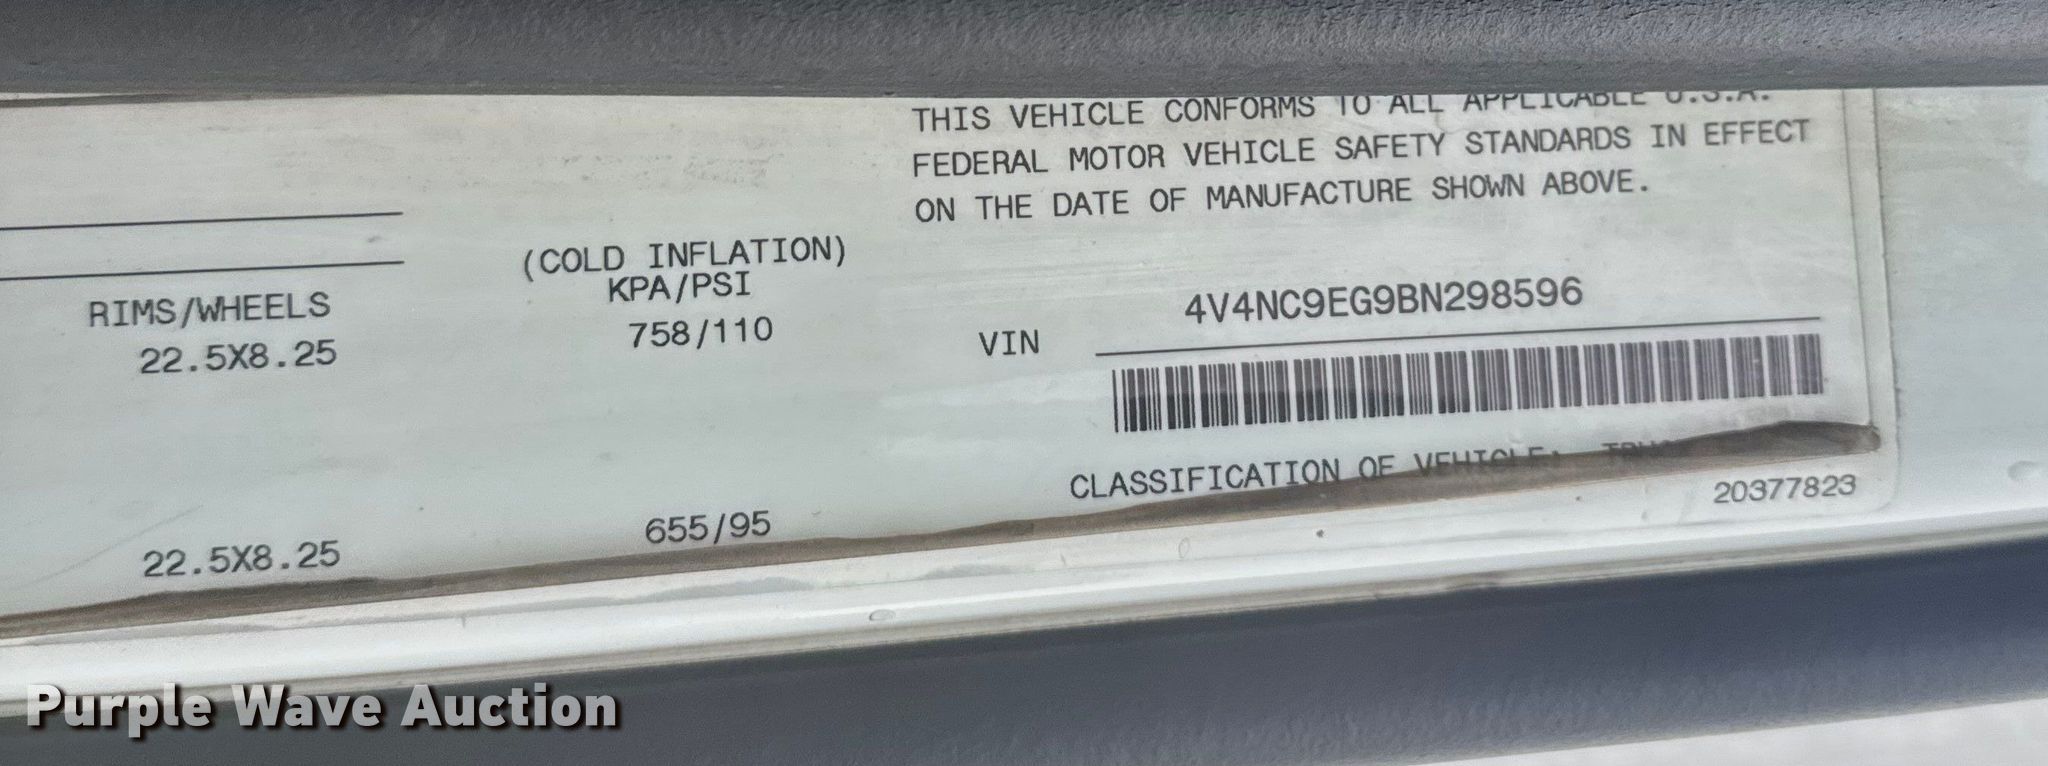 THIS VEHICLE CONFORMS TO ALL APPLICABLE U.S.A.
FEDERAL MOTOR VEHICLE SAFETY STANDARDS IN EFFECT
ON THE DATE OF MANUFACTURE SHOWN ABOVE.
(COLD INFLATION)
RIMS/WHEELS KPA/PSI
22.5X8.25 758/110
VIN 4V4NC9EG9BN298596
CLASSIFICATION OF VEHICLE:
22.5X8.25 655/95
20377823
Purple Wave Auction